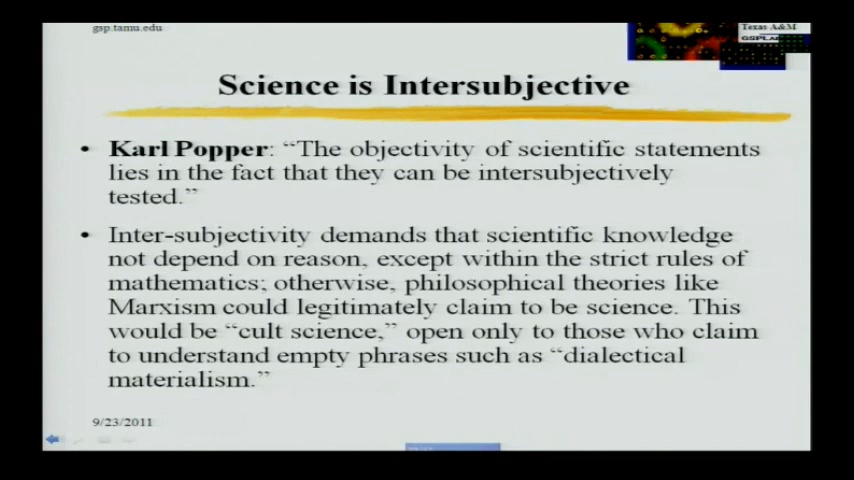 gsp.tamu.edu
Texas A&M
Science is Intersubjective
• Karl Popper: “The objectivity of scientific statements
lies in the fact that they can be intersubjectively
tested.”
• Inter-subjectivity demands that scientific knowledge
not depend on reason, except within the strict rules of
mathematics; otherwise, philosophical theories like
Marxism could legitimately claim to be science. This
would be “cult science,” open only to those who claim
to understand empty phrases such as “dialectical
materialism.”
9/23/2011